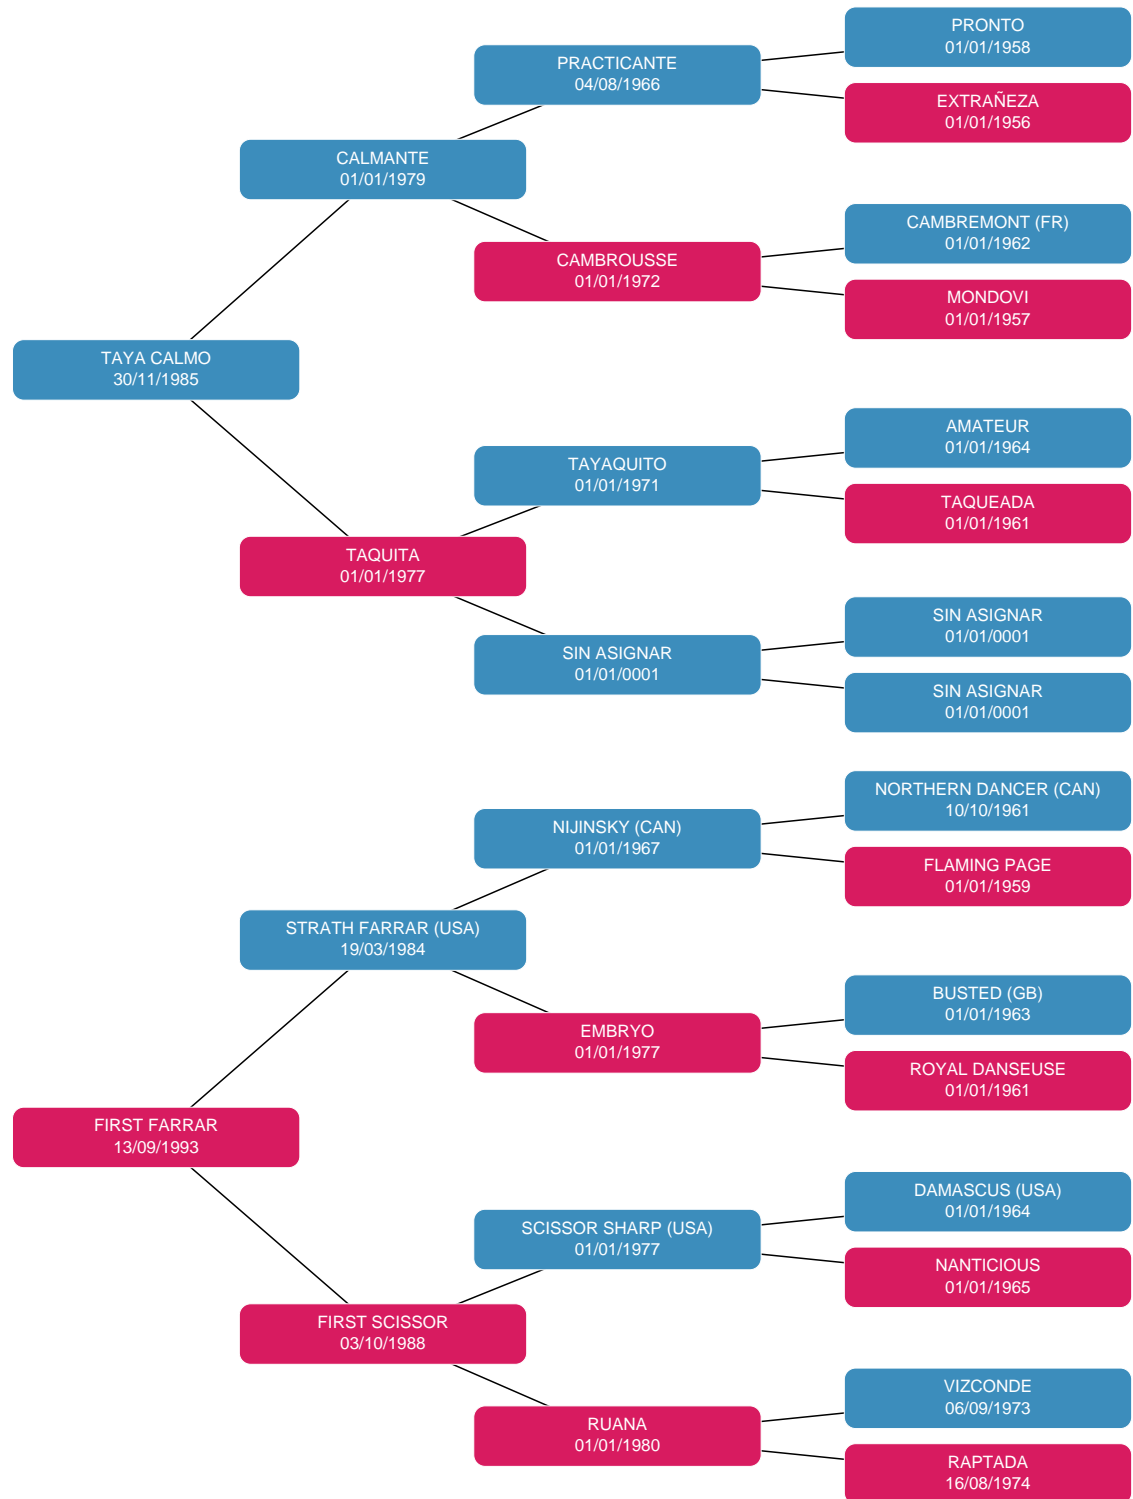 PRONTO
01/01/1958
PRACTICANTE
04/08/1966
EXTRAÑEZA
01/01/1956
CALMANTE
01/01/1979
CAMBREMONT (FR)
01/01/1962
CAMBROUSSE
01/01/1972
MONDOVI
01/01/1957
TAYA CALMO
30/11/1985
AMATEUR
01/01/1964
TAYAQUITO
01/01/1971
TAQUEADA
01/01/1961
TAQUITA
01/01/1977
SIN ASIGNAR
01/01/0001
SIN ASIGNAR
01/01/0001
SIN ASIGNAR
01/01/0001
NORTHERN DANCER (CAN)
10/10/1961
NIJINSKY (CAN)
01/01/1967
FLAMING PAGE
01/01/1959
STRATH FARRAR (USA)
19/03/1984
BUSTED (GB)
01/01/1963
EMBRYO
01/01/1977
ROYAL DANSEUSE
01/01/1961
FIRST FARRAR
13/09/1993
DAMASCUS (USA)
01/01/1964
SCISSOR SHARP (USA)
01/01/1977
NANTICIOUS
01/01/1965
FIRST SCISSOR
03/10/1988
VIZCONDE
06/09/1973
RUANA
01/01/1980
RAPTADA
16/08/1974